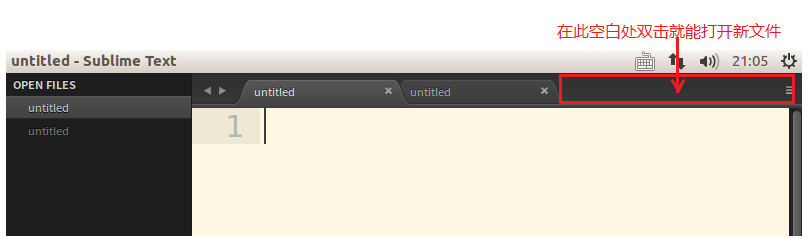 在此空白处双击就能打开新文件
untitled - Sublime Text 21:05
OPEN FILES
untitled untitled
untitled
untitled
1